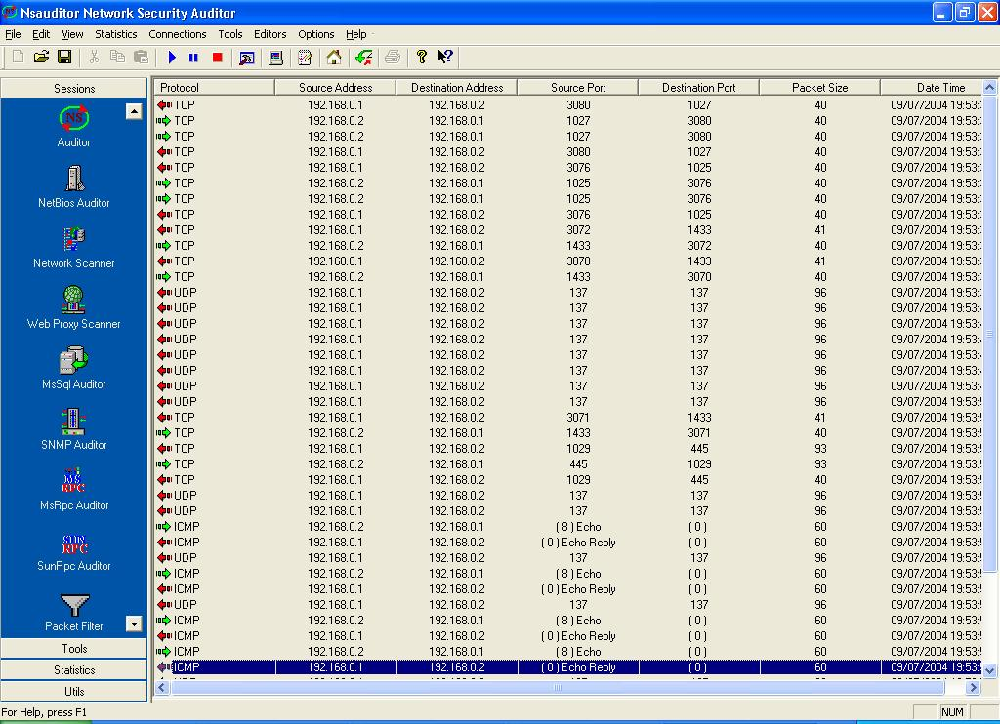 Nsauditor Network Security Auditor
File Edit View Statistics Connections Tools Editors Options Help
Sessions
Auditor
NetBios Auditor
Network Scanner
Web Proxy Scanner
MsSql Auditor
SNMP Auditor
MsRpc Auditor
SunRpc Auditor
Packet Filter
Tools
Statistics
Utils
Protocol Source Address Destination Address Source Port Destination Port Packet Size Date Time
TCP 192.168.0.1 192.168.0.2 3080 1027 40 09/07/2004 19:53:
TCP 192.168.0.2 192.168.0.1 1027 3080 40 09/07/2004 19:53:
TCP 192.168.0.2 192.168.0.1 1027 3080 40 09/07/2004 19:53:
TCP 192.168.0.1 192.168.0.2 3080 1027 40 09/07/2004 19:53:
TCP 192.168.0.1 192.168.0.2 3076 1025 40 09/07/2004 19:53:
TCP 192.168.0.2 192.168.0.1 1025 3076 40 09/07/2004 19:53:
TCP 192.168.0.2 192.168.0.1 1025 3076 40 09/07/2004 19:53:
TCP 192.168.0.1 192.168.0.2 3076 1025 40 09/07/2004 19:53:
TCP 192.168.0.1 192.168.0.2 3072 1433 41 09/07/2004 19:53:
TCP 192.168.0.2 192.168.0.1 1433 3072 40 09/07/2004 19:53:
TCP 192.168.0.1 192.168.0.2 3070 1433 41 09/07/2004 19:53:
TCP 192.168.0.2 192.168.0.1 1433 3070 40 09/07/2004 19:53:
UDP 192.168.0.1 192.168.0.2 137 137 96 09/07/2004 19:53:
UDP 192.168.0.1 192.168.0.2 137 137 96 09/07/2004 19:53:
UDP 192.168.0.1 192.168.0.2 137 137 96 09/07/2004 19:53:
UDP 192.168.0.1 192.168.0.2 137 137 96 09/07/2004 19:53:
UDP 192.168.0.1 192.168.0.2 137 137 96 09/07/2004 19:53:
UDP 192.168.0.1 192.168.0.2 137 137 96 09/07/2004 19:53:
UDP 192.168.0.1 192.168.0.2 137 137 96 09/07/2004 19:53:
UDP 192.168.0.1 192.168.0.2 137 137 96 09/07/2004 19:53:
TCP 192.168.0.1 192.168.0.2 3071 1433 41 09/07/2004 19:53:
TCP 192.168.0.2 192.168.0.1 1433 3071 40 09/07/2004 19:53:
TCP 192.168.0.1 192.168.0.2 1029 445 93 09/07/2004 19:53:
TCP 192.168.0.2 192.168.0.1 445 1029 93 09/07/2004 19:53:
TCP 192.168.0.1 192.168.0.2 1029 445 40 09/07/2004 19:53:
UDP 192.168.0.1 192.168.0.2 137 137 96 09/07/2004 19:53:
UDP 192.168.0.1 192.168.0.2 137 137 96 09/07/2004 19:53:
ICMP 192.168.0.2 192.168.0.1 ( 8 ) Echo ( 0 ) 60 09/07/2004 19:53:
ICMP 192.168.0.1 192.168.0.2 ( 0 ) Echo Reply ( 0 ) 60 09/07/2004 19:53:
UDP 192.168.0.1 192.168.0.2 137 137 96 09/07/2004 19:53:
ICMP 192.168.0.2 192.168.0.1 ( 8 ) Echo ( 0 ) 60 09/07/2004 19:53:
ICMP 192.168.0.1 192.168.0.2 ( 0 ) Echo Reply ( 0 ) 60 09/07/2004 19:53:
UDP 192.168.0.1 192.168.0.2 137 137 96 09/07/2004 19:53:
ICMP 192.168.0.2 192.168.0.1 ( 8 ) Echo ( 0 ) 60 09/07/2004 19:53:
ICMP 192.168.0.1 192.168.0.2 ( 0 ) Echo Reply ( 0 ) 60 09/07/2004 19:53:
ICMP 192.168.0.2 192.168.0.1 ( 8 ) Echo ( 0 ) 60 09/07/2004 19:53:
ICMP 192.168.0.1 192.168.0.2 ( 0 ) Echo Reply ( 0 ) 60 09/07/2004 19:53:
For Help, press F1
NUM